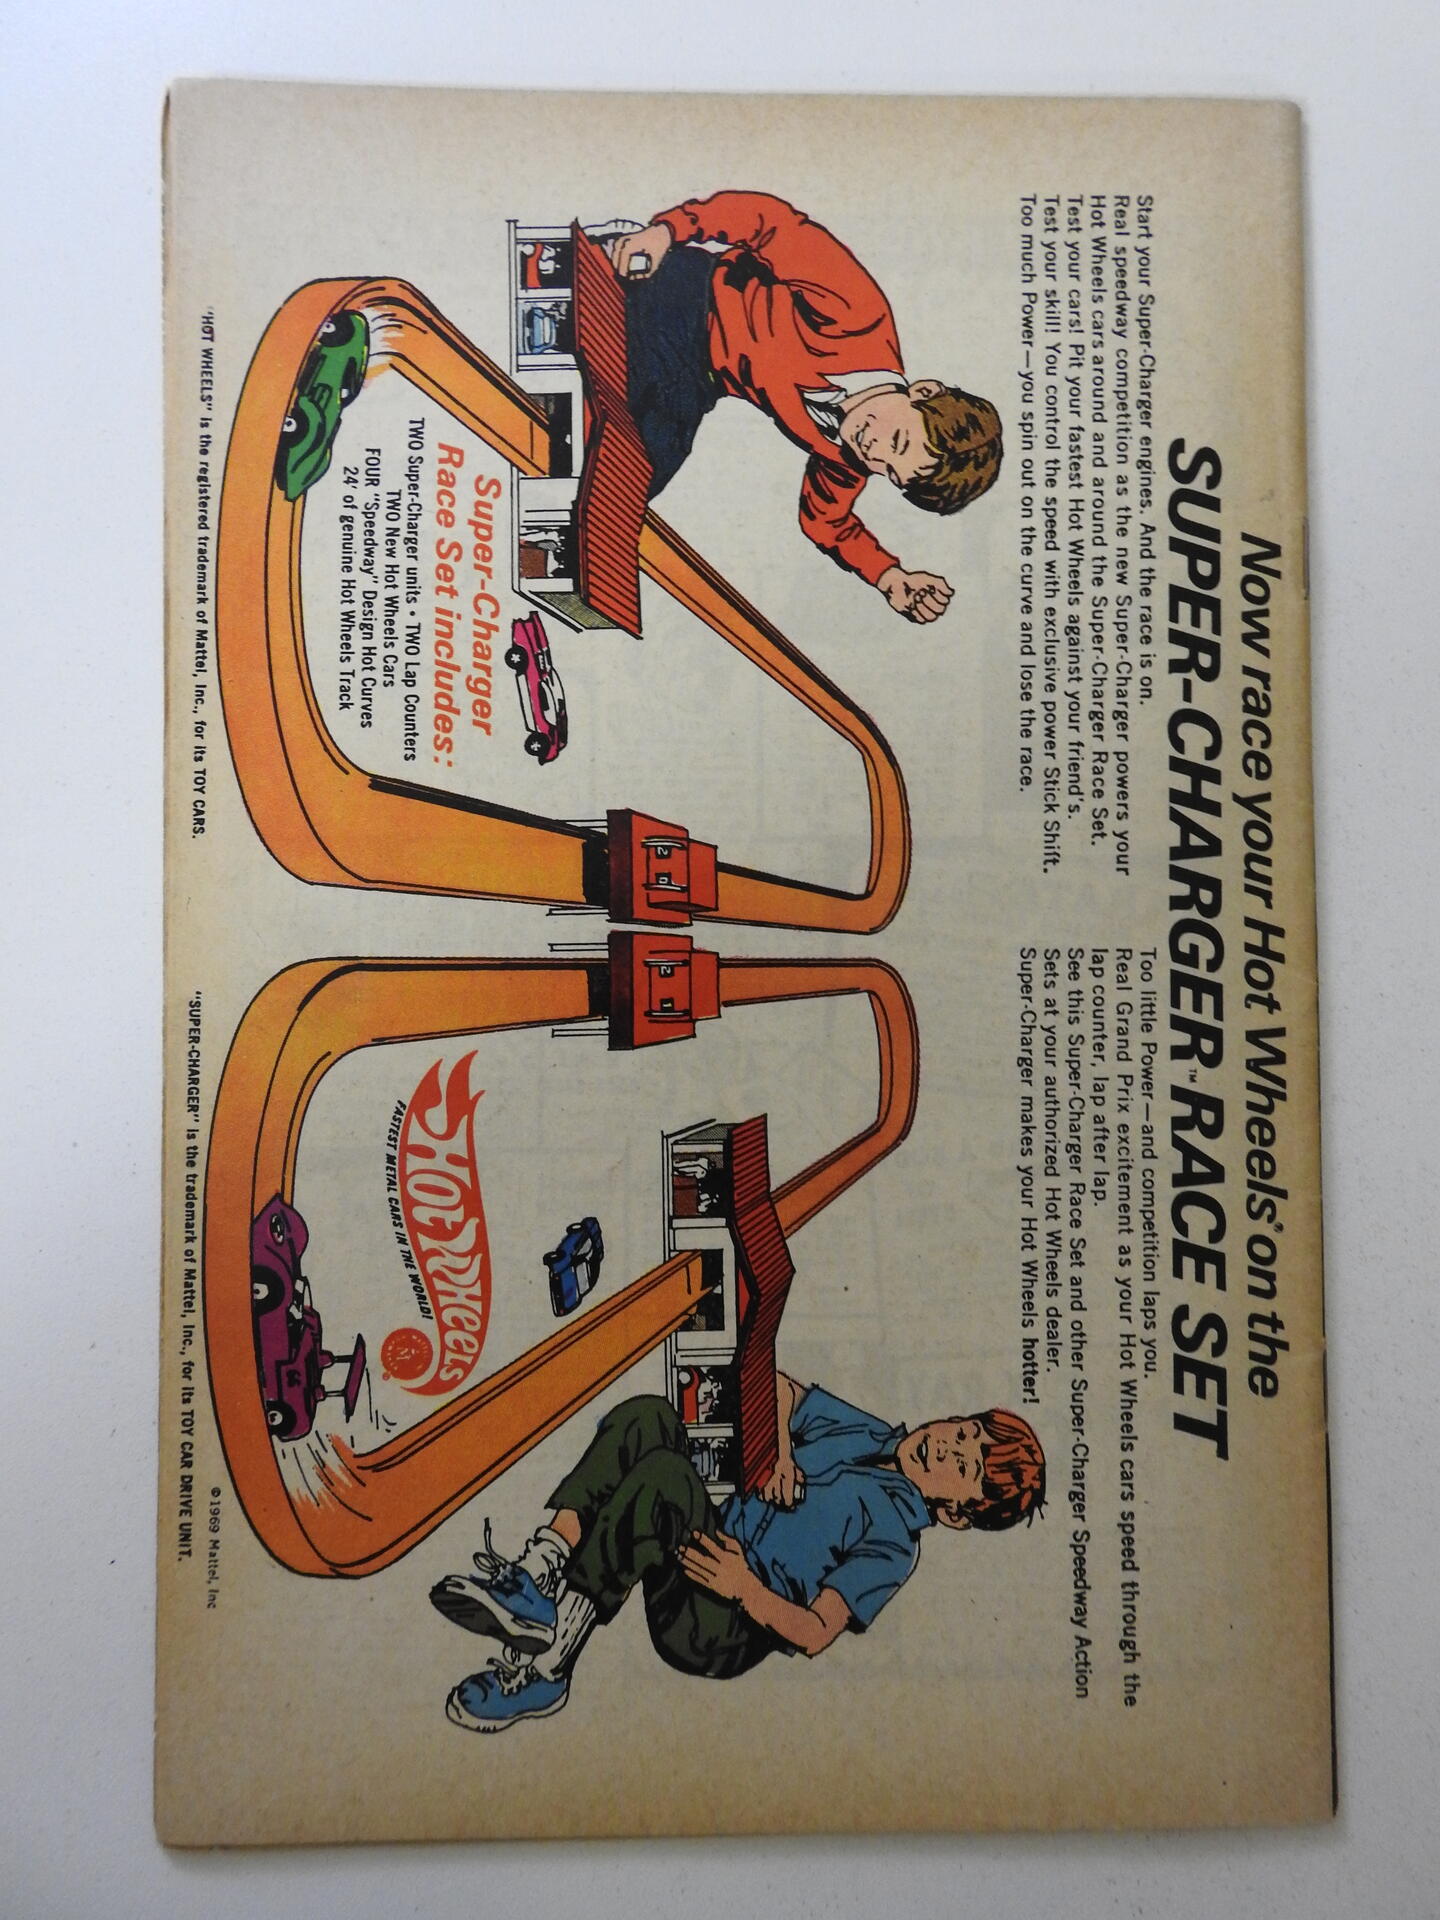 Now race your Hot Wheels® on the
SUPER-CHARGER™ RACE SET
Start your Super-Charger engines. And the race is on.
Real speedway competition as the new Super-Charger powers your
Hot Wheels cars around and around the Super-Charger Race Set.
Test your cars! Pit your fastest Hot Wheels against your friend's.
Test your skill! You control the speed with exclusive power Stick Shift.
Too much Power—you spin out on the curve and lose the race.
Too little Power—and competition laps you.
Real Grand Prix excitement as your Hot Wheels cars speed through the
lap counter, lap after lap.
See this Super-Charger Race Set and other Super-Charger Speedway Action
Sets at your authorized Hot Wheels dealer.
Super-Charger makes your Hot Wheels hotter!
2 0
2 1
Super-Charger
Race Set includes:
TWO Super-Charger units • TWO Lap Counters
TWO New Hot Wheels Cars
FOUR "Speedway" Design Hot Curves
24' of genuine Hot Wheels Track
HOT WHEELS
FASTEST METAL CARS IN THE WORLD!
M
®
66
"HOT WHEELS" is the registered trademark of Mattel, Inc., for its TOY CARS.
"SUPER-CHARGER" is the trademark of Mattel, Inc., for its TOY CAR DRIVE UNIT.
©1969 Mattel, Inc